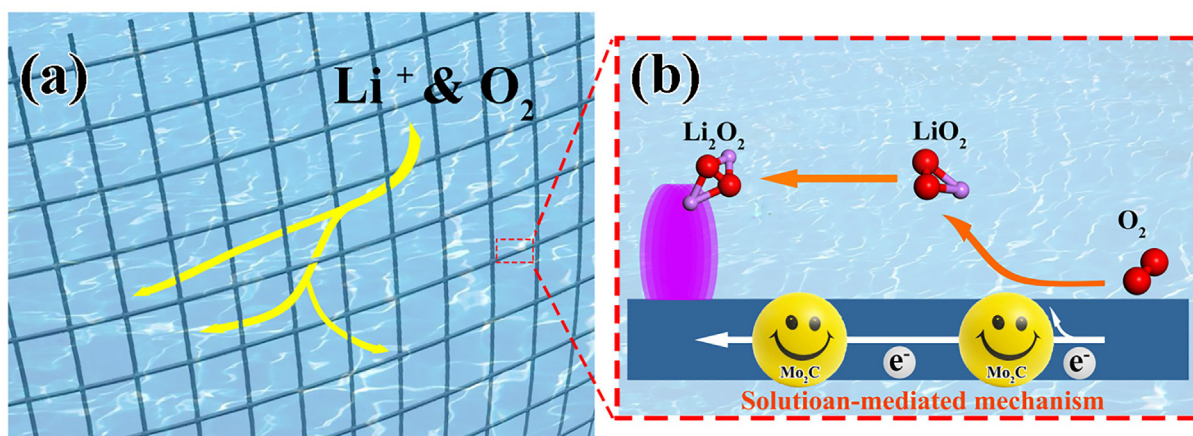 (a)
Li⁺ & O₂
(b)
Li₂O₂
LiO₂
O₂
Mo₂C
e⁻
Mo₂C
e⁻
Solutioan-mediated mechanism